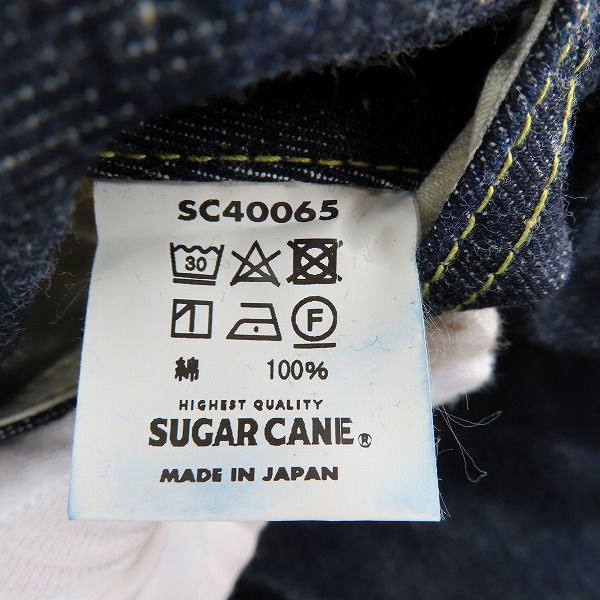 SC40065
30
F
綿 100%
HIGHEST QUALITY
SUGAR CANE®
MADE IN JAPAN